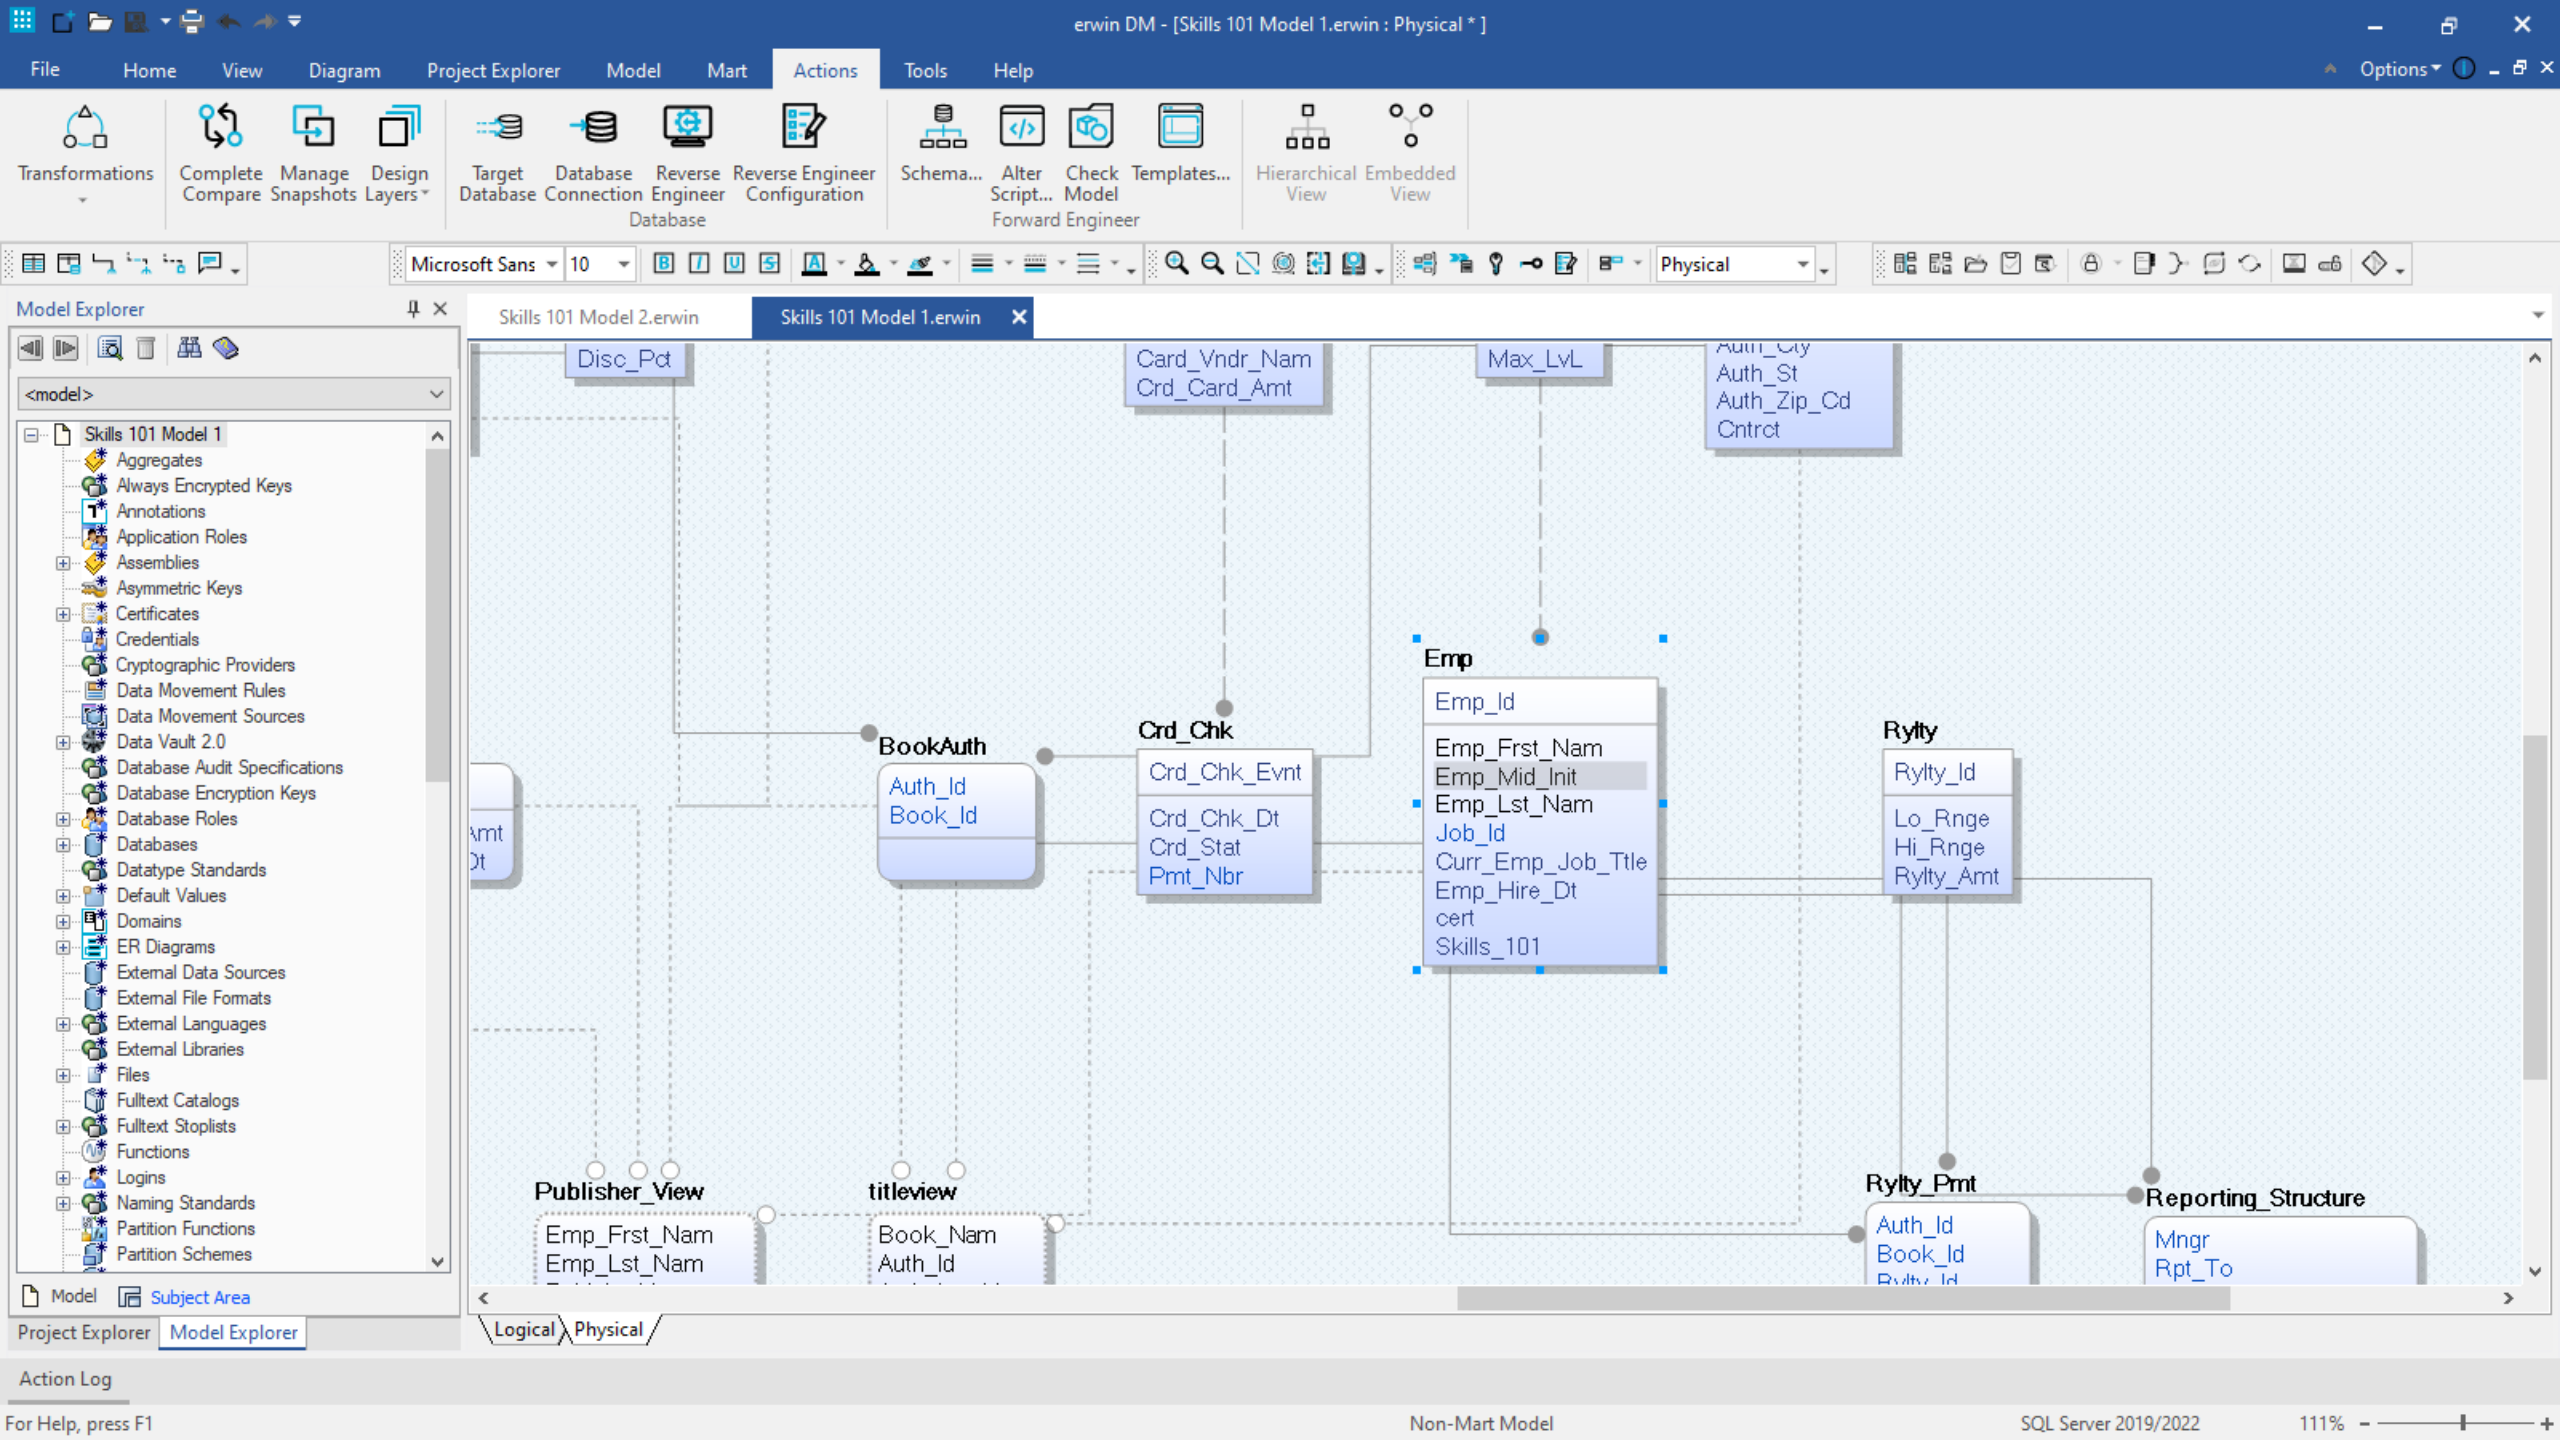 erwin DM - [Skills 101 Model 1.erwin : Physical * ]
File Home View Diagram Project Explorer Model Mart Actions Tools Help Options
Transformations
Complete Compare
Manage Snapshots
Design Layers
Target Database
Database Connection
Reverse Engineer
Reverse Engineer Configuration
Database
Schema...
Alter Script...
Check Model
Templates...
Forward Engineer
Hierarchical View
Embedded View
Microsoft Sans 10 B I U S A Physical
Model Explorer
<model>
Skills 101 Model 1
Aggregates
Always Encrypted Keys
Annotations
Application Roles
Assemblies
Asymmetric Keys
Certificates
Credentials
Cryptographic Providers
Data Movement Rules
Data Movement Sources
Data Vault 2.0
Database Audit Specifications
Database Encryption Keys
Database Roles
Databases
Datatype Standards
Default Values
Domains
ER Diagrams
External Data Sources
External File Formats
External Languages
External Libraries
Files
Fulltext Catalogs
Fulltext Stoplists
Functions
Logins
Naming Standards
Partition Functions
Partition Schemes
Model Subject Area
Project Explorer Model Explorer
Skills 101 Model 2.erwin Skills 101 Model 1.erwin
Disc_Pct
Card_Vndr_Nam
Crd_Card_Amt
Max_LvL
Auth_Cty
Auth_St
Auth_Zip_Cd
Cntrct
Amt
Dt
BookAuth
Auth_Id
Book_Id
Crd_Chk
Crd_Chk_Evnt
Crd_Chk_Dt
Crd_Stat
Pmt_Nbr
Emp
Emp_Id
Emp_Frst_Nam
Emp_Mid_Init
Emp_Lst_Nam
Job_Id
Curr_Emp_Job_Ttle
Emp_Hire_Dt
cert
Skills_101
Rylty
Rylty_Id
Lo_Rnge
Hi_Rnge
Rylty_Amt
Publisher_View
Emp_Frst_Nam
Emp_Lst_Nam
titleview
Book_Nam
Auth_Id
Rylty_Pmt
Auth_Id
Book_Id
Rylty_Id
Reporting_Structure
Mngr
Rpt_To
Logical Physical
Action Log
For Help, press F1
Non-Mart Model
SQL Server 2019/2022
111%